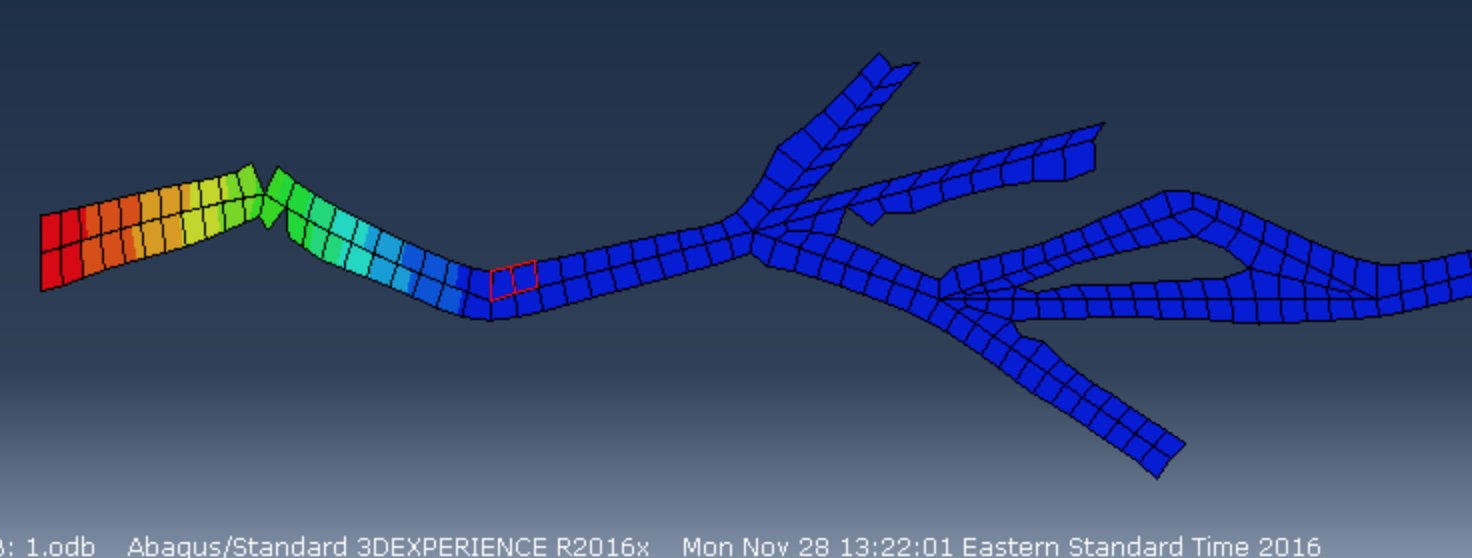 : 1.odb Abaqus/Standard 3DEXPERIENCE R2016x Mon Nov 28 13:22:01 Eastern Standard Time 2016